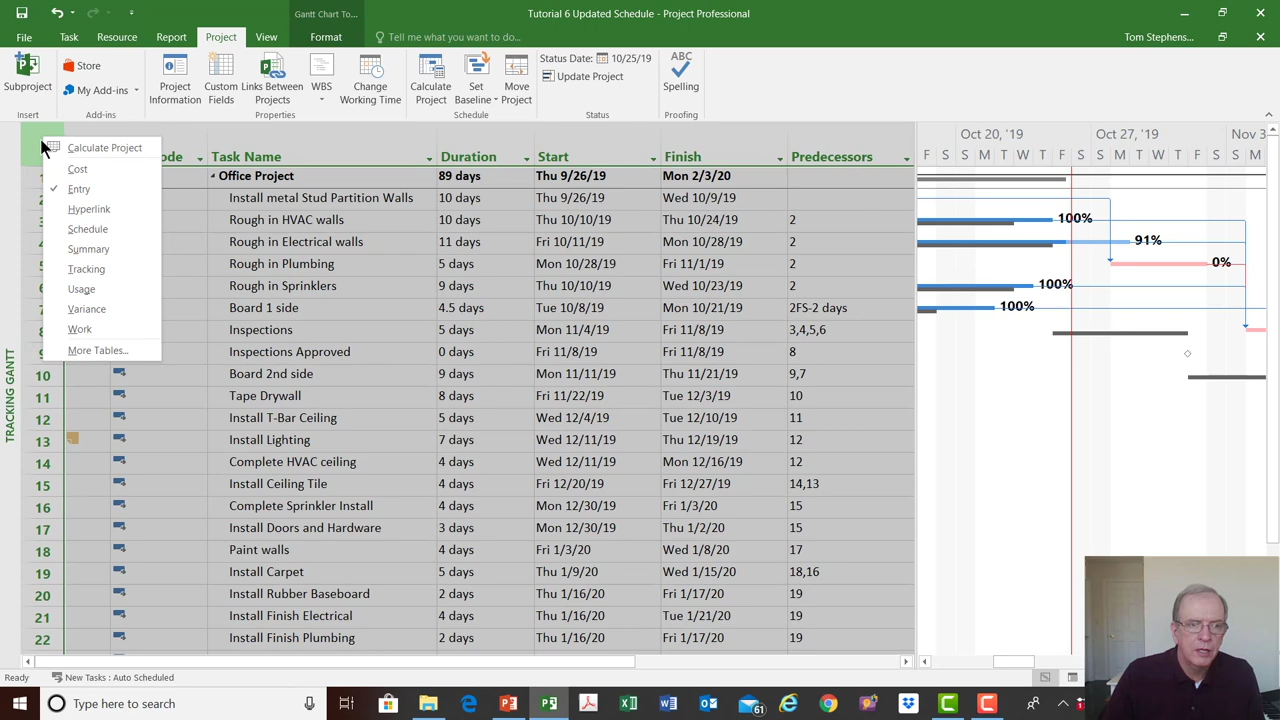 Gantt Chart To...
Tutorial 6 Updated Schedule - Project Professional
File Task Resource Report Project View Format Tell me what you want to do... Tom Stephens...
Subproject
Store
My Add-ins
Project Information
Custom Fields
Links Between Projects
WBS
Change Working Time
Calculate Project
Set Baseline
Move Project
Status Date: 10/25/19
Update Project
ABC
Spelling
Insert Add-ins Properties Schedule Status Proofing
Calculate Project
Cost
Entry
Hyperlink
Schedule
Summary
Tracking
Usage
Variance
Work
More Tables...
ode Task Name Duration Start Finish Predecessors
Office Project 89 days Thu 9/26/19 Mon 2/3/20
Install metal Stud Partition Walls 10 days Thu 9/26/19 Wed 10/9/19
Rough in HVAC walls 10 days Thu 10/10/19 Thu 10/24/19 2
Rough in Electrical walls 11 days Fri 10/11/19 Mon 10/28/19 2
Rough in Plumbing 5 days Mon 10/28/19 Fri 11/1/19 2
Rough in Sprinklers 9 days Thu 10/10/19 Wed 10/23/19 2
Board 1 side 4.5 days Tue 10/8/19 Mon 10/21/19 2FS-2 days
Inspections 5 days Mon 11/4/19 Fri 11/8/19 3,4,5,6
Inspections Approved 0 days Fri 11/8/19 Fri 11/8/19 8
10 Board 2nd side 9 days Mon 11/11/19 Thu 11/21/19 9,7
11 Tape Drywall 8 days Fri 11/22/19 Tue 12/3/19 10
12 Install T-Bar Ceiling 5 days Wed 12/4/19 Tue 12/10/19 11
13 Install Lighting 7 days Wed 12/11/19 Thu 12/19/19 12
14 Complete HVAC ceiling 4 days Wed 12/11/19 Mon 12/16/19 12
15 Install Ceiling Tile 4 days Fri 12/20/19 Fri 12/27/19 14,13
16 Complete Sprinkler Install 4 days Mon 12/30/19 Fri 1/3/20 15
17 Install Doors and Hardware 3 days Mon 12/30/19 Thu 1/2/20 15
18 Paint walls 4 days Fri 1/3/20 Wed 1/8/20 17
19 Install Carpet 5 days Thu 1/9/20 Wed 1/15/20 18,16
20 Install Rubber Baseboard 2 days Thu 1/16/20 Fri 1/17/20 19
21 Install Finish Electrical 4 days Thu 1/16/20 Tue 1/21/20 19
22 Install Finish Plumbing 2 days Thu 1/16/20 Fri 1/17/20 19
Oct 20, '19 Oct 27, '19 Nov 3
F S S M T W T F S S M T W T F S S M
100%
91%
0%
100%
100%
TRACKING GANTT
Ready New Tasks : Auto Scheduled
Type here to search
61